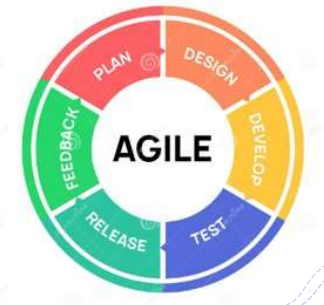 PLAN
DESIGN
DEVELOP
TEST
RELEASE
FEEDBACK
AGILE